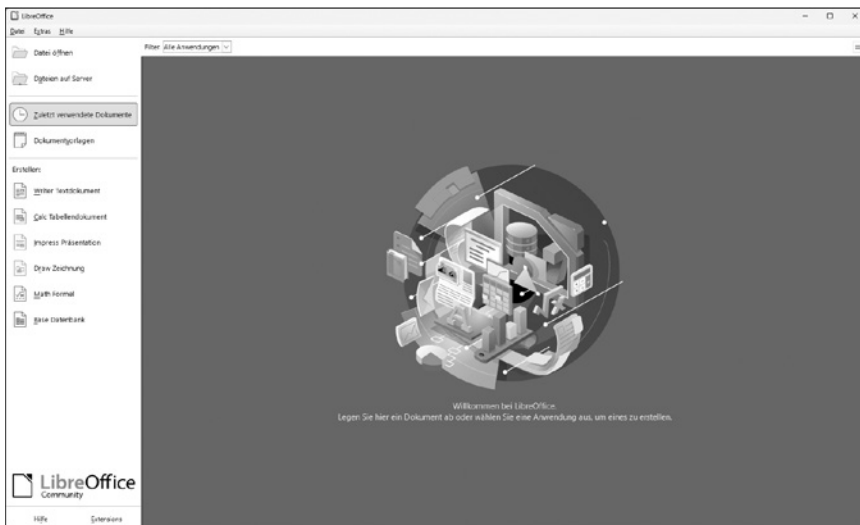 LibreOffice
Datei Extras Hilfe
Datei öffnen
Filter: Alle Anwendungen
Dateien auf Server
Zuletzt verwendete Dokumente
Dokumentvorlagen
Erstellen:
Writer Textdokument
Calc Tabellendokument
Impress Präsentation
Draw Zeichnung
Math Formel
Base Datenbank
Willkommen bei LibreOffice.
Legen Sie hier ein Dokument ab oder wählen Sie eine Anwendung aus, um eines zu erstellen.
LibreOffice
Community
Hilfe Extensions